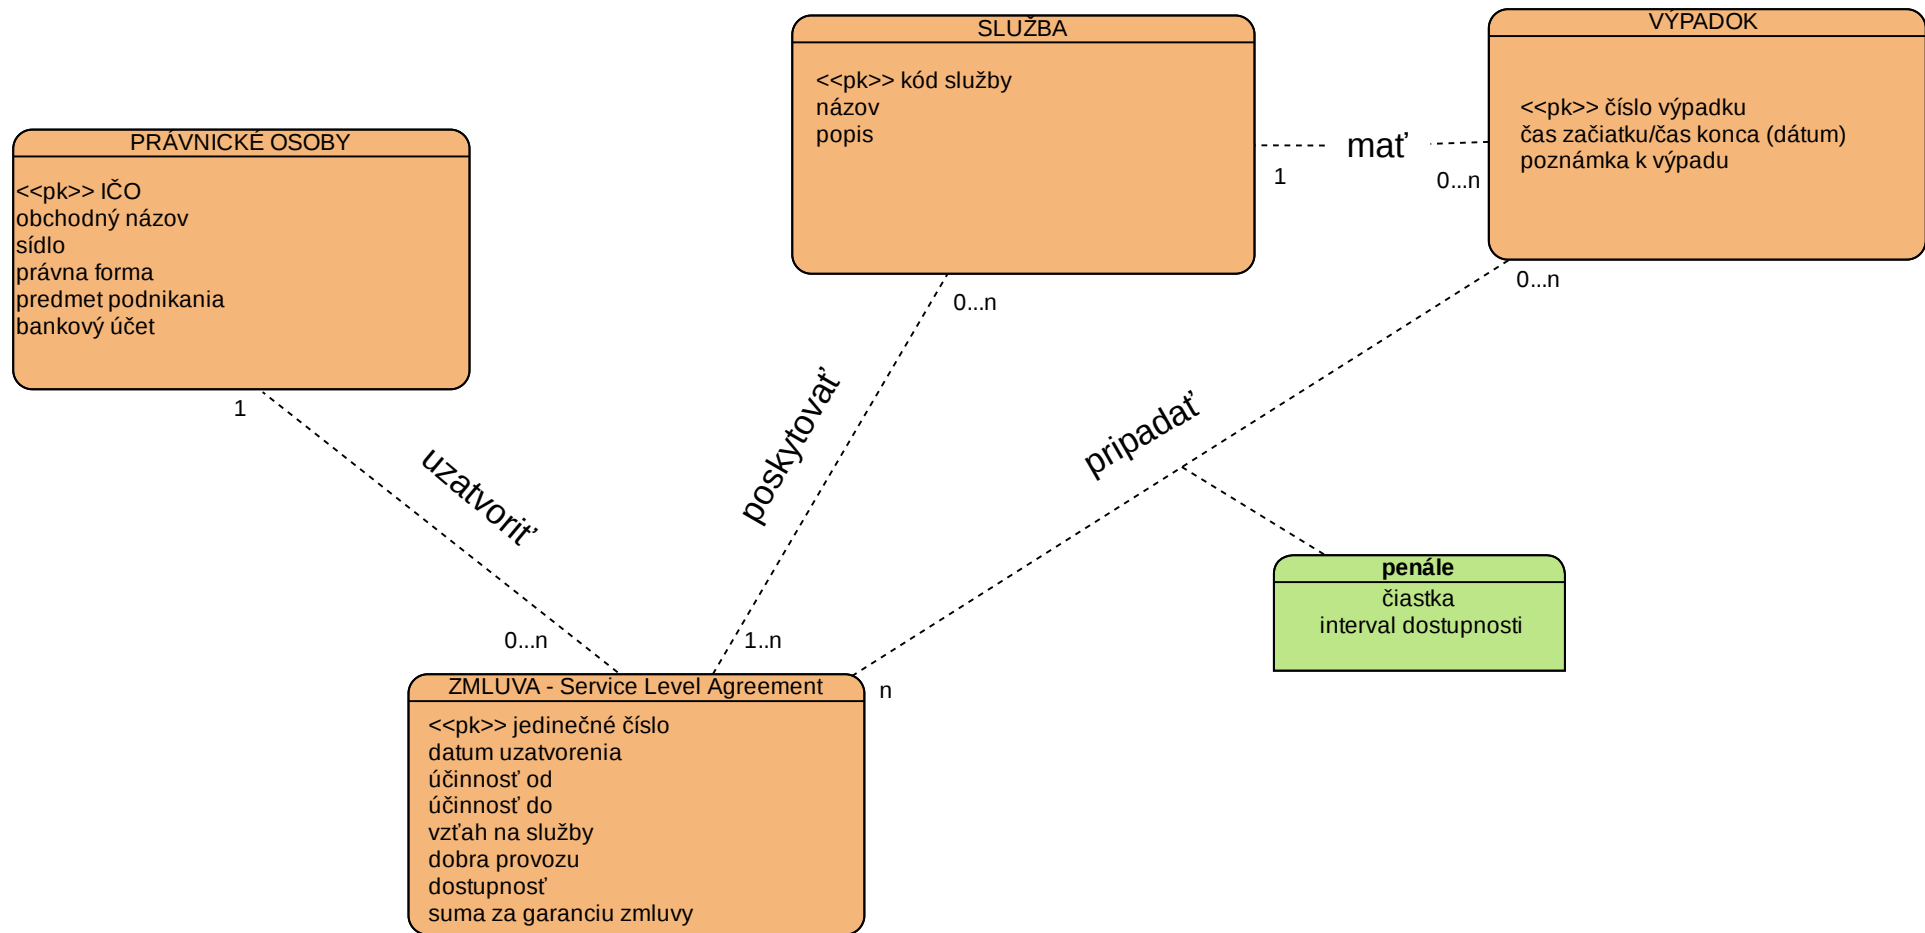 SLUŽBA
<<pk>> kód služby
názov
popis
VÝPADOK
<<pk>> číslo výpadku
čas začiatku/čas konca (dátum)
poznámka k výpadu
mať
1
0...n
PRÁVNICKÉ OSOBY
<<pk>> IČO
obchodný názov
sídlo
právna forma
predmet podnikania
bankový účet
0...n
0...n
1
uzatvoriť
poskytovať
pripadať
0...n
1..n
n
penále
čiastka
interval dostupnosti
ZMLUVA - Service Level Agreement
<<pk>> jedinečné číslo
datum uzatvorenia
účinnosť od
účinnosť do
vzťah na služby
dobra provozu
dostupnosť
suma za garanciu zmluvy